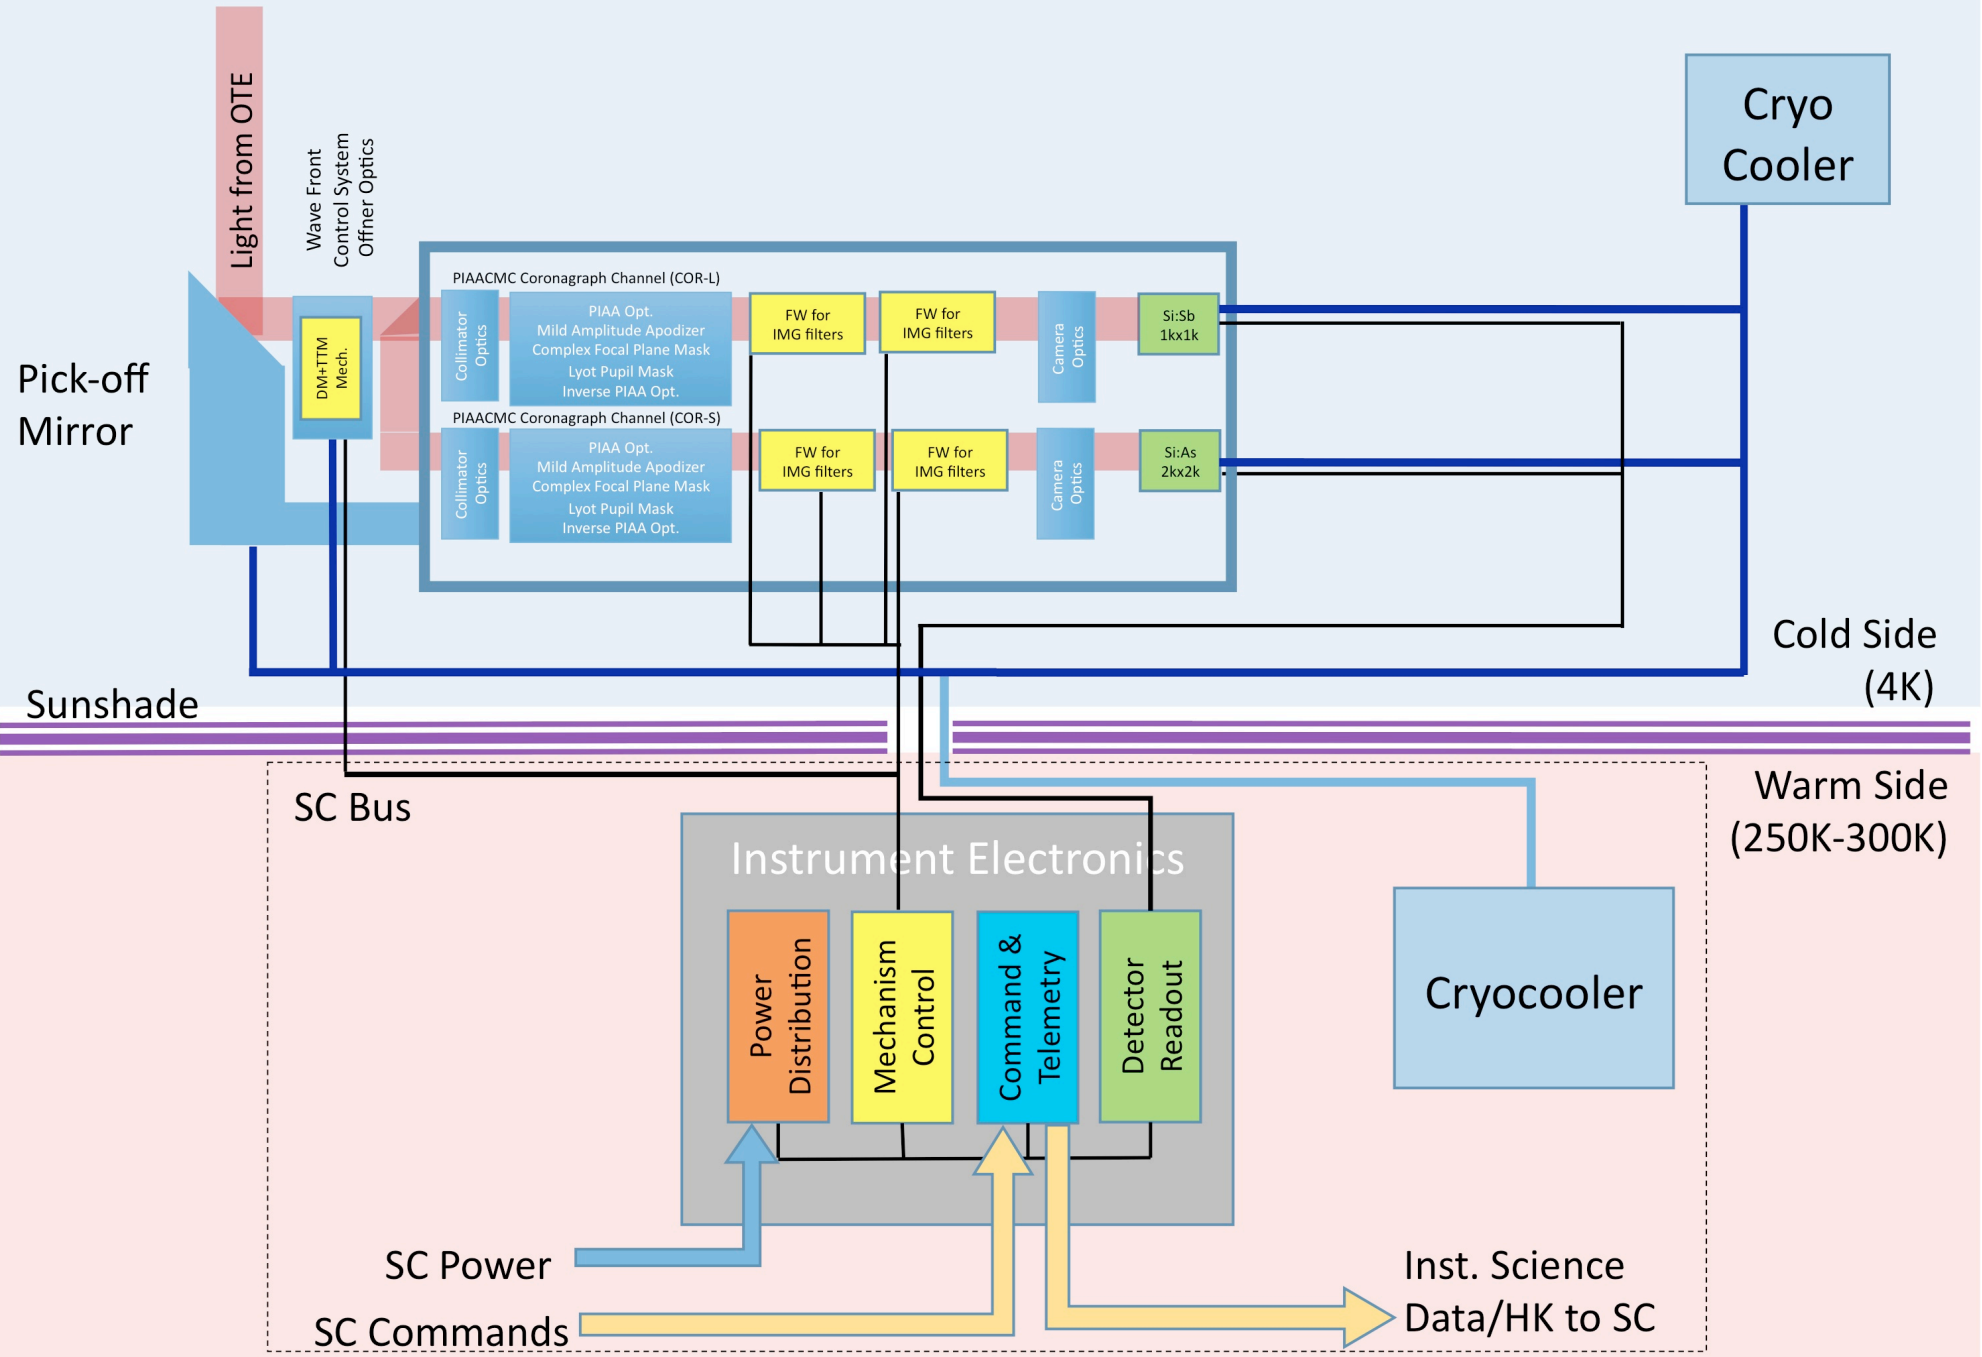 Light from OTE
Wave Front
Control System
Offner Optics
Cryo
Cooler
Pick-off
Mirror
DM+TTM
Mech.
PIAACMC Coronagraph Channel (COR-L)
Collimator
Optics
PIAA Opt.
Mild Amplitude Apodizer
Complex Focal Plane Mask
Lyot Pupil Mask
Inverse PIAA Opt.
FW for
IMG filters
FW for
IMG filters
Camera
Optics
Si:Sb
1kx1k
PIAACMC Coronagraph Channel (COR-S)
Collimator
Optics
PIAA Opt.
Mild Amplitude Apodizer
Complex Focal Plane Mask
Lyot Pupil Mask
Inverse PIAA Opt.
FW for
IMG filters
FW for
IMG filters
Camera
Optics
Si:As
2kx2k
Cold Side
(4K)
Sunshade
Warm Side
(250K-300K)
SC Bus
Instrument Electronics
Power
Distribution
Mechanism
Control
Command &
Telemetry
Detector
Readout
Cryocooler
SC Power
SC Commands
Inst. Science
Data/HK to SC